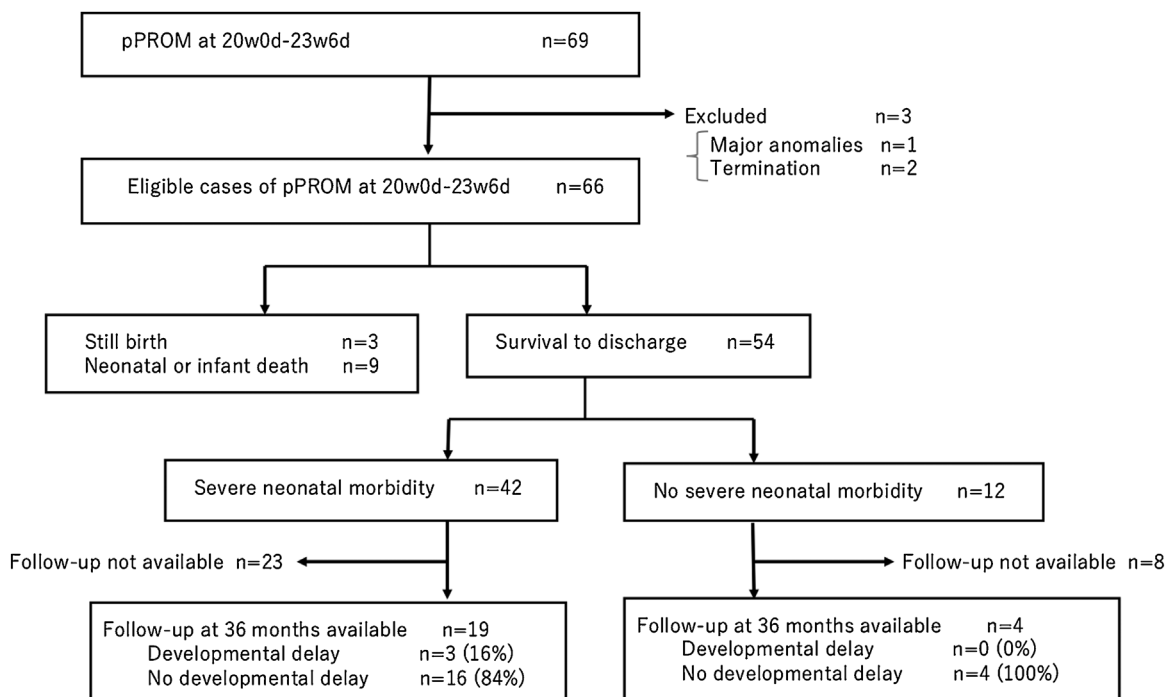 pPROM at 20w0d-23w6d n=69
Excluded n=3
Major anomalies n=1
Termination n=2
Eligible cases of pPROM at 20w0d-23w6d n=66
Still birth n=3
Neonatal or infant death n=9
Survival to discharge n=54
Severe neonatal morbidity n=42
No severe neonatal morbidity n=12
Follow-up not available n=23
Follow-up not available n=8
Follow-up at 36 months available n=19
Developmental delay n=3 (16%)
No developmental delay n=16 (84%)
Follow-up at 36 months available n=4
Developmental delay n=0 (0%)
No developmental delay n=4 (100%)